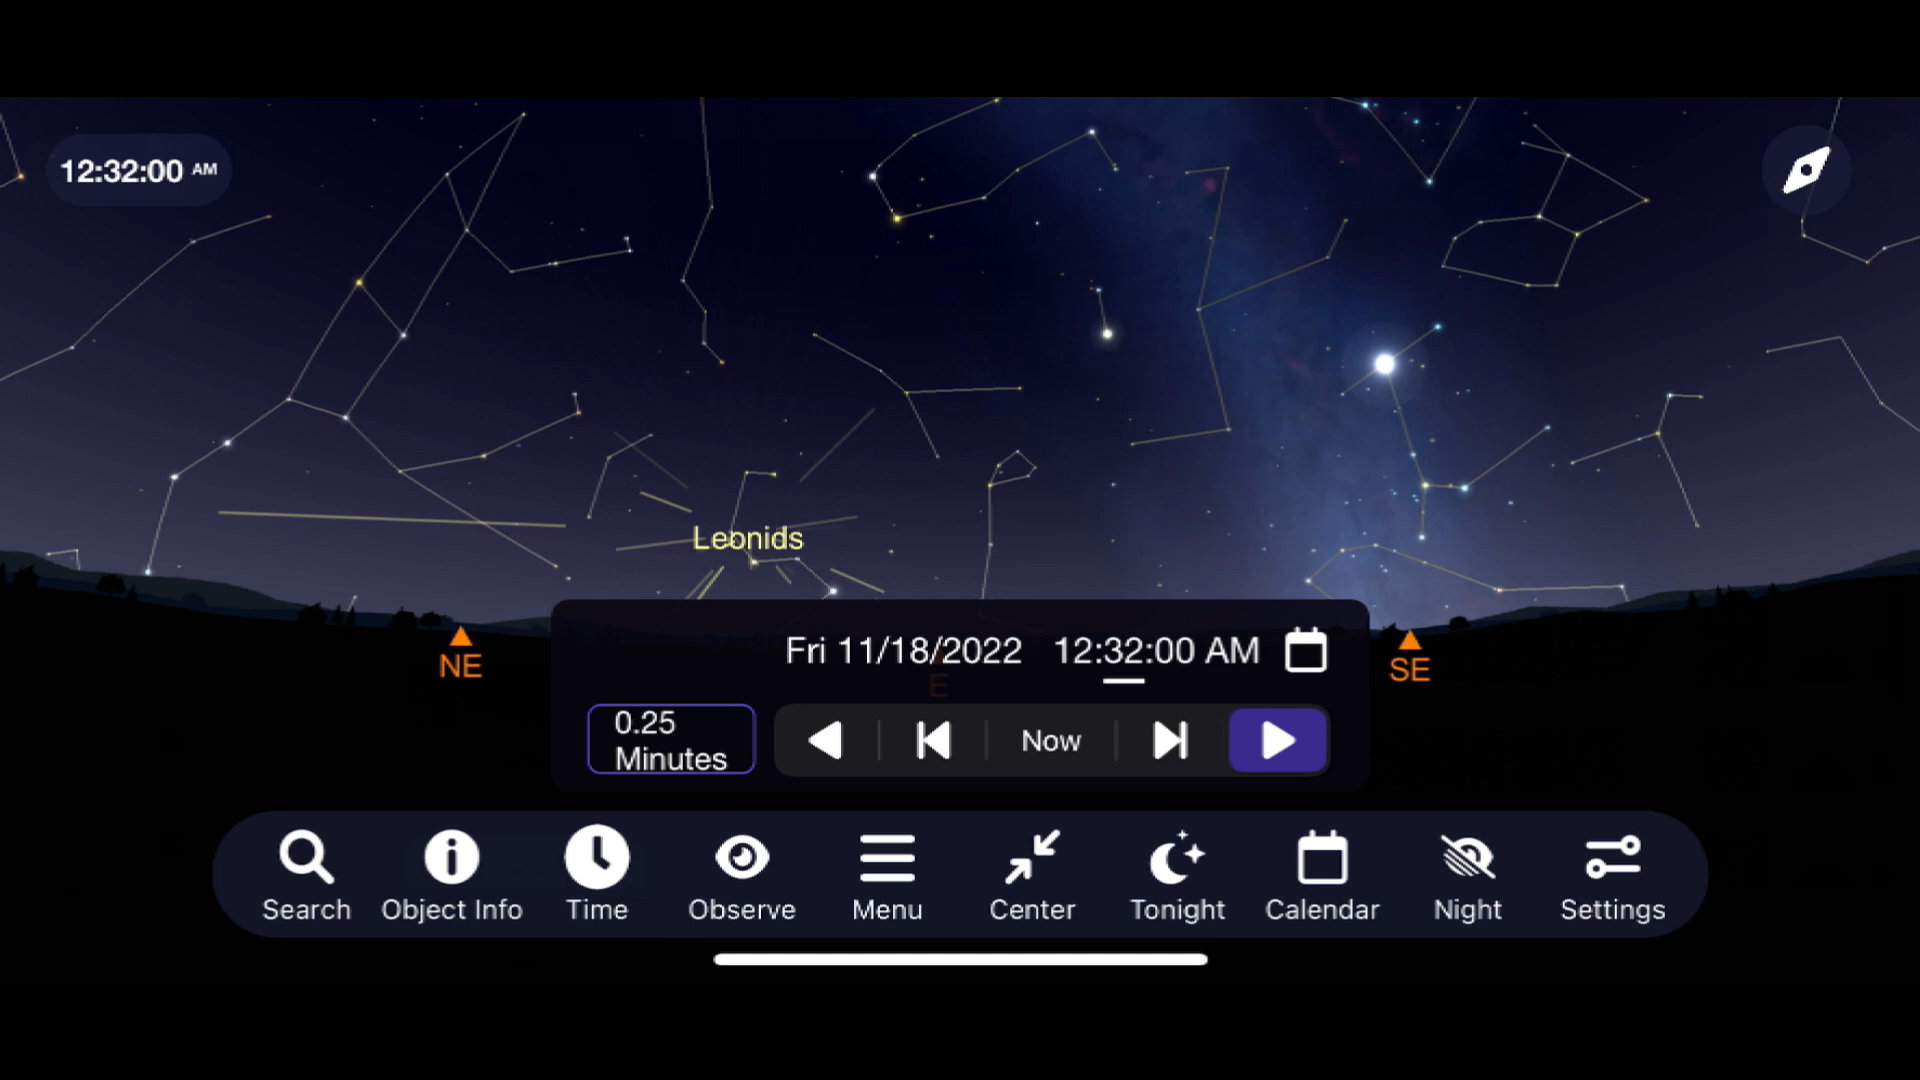 12:32:00 AM
Leonids
NE
E
SE
Fri 11/18/2022 12:32:00 AM
0.25
Minutes
Now
Search
Object Info
Time
Observe
Menu
Center
Tonight
Calendar
Night
Settings